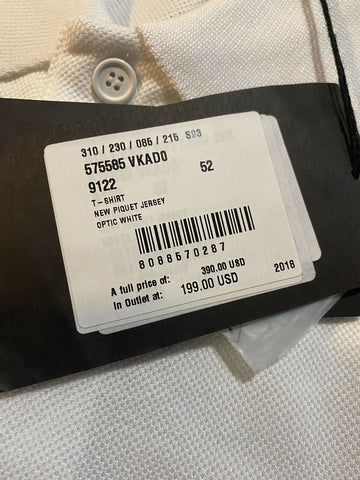 310 / 230 / 085 / 215 S93
575585 VKAD0
9122 52
T-SHIRT
NEW PIQUET JERSEY
OPTIC WHITE
8088570287
A full price of: 390.00 USD
In Outlet at: 199.00 USD 2018